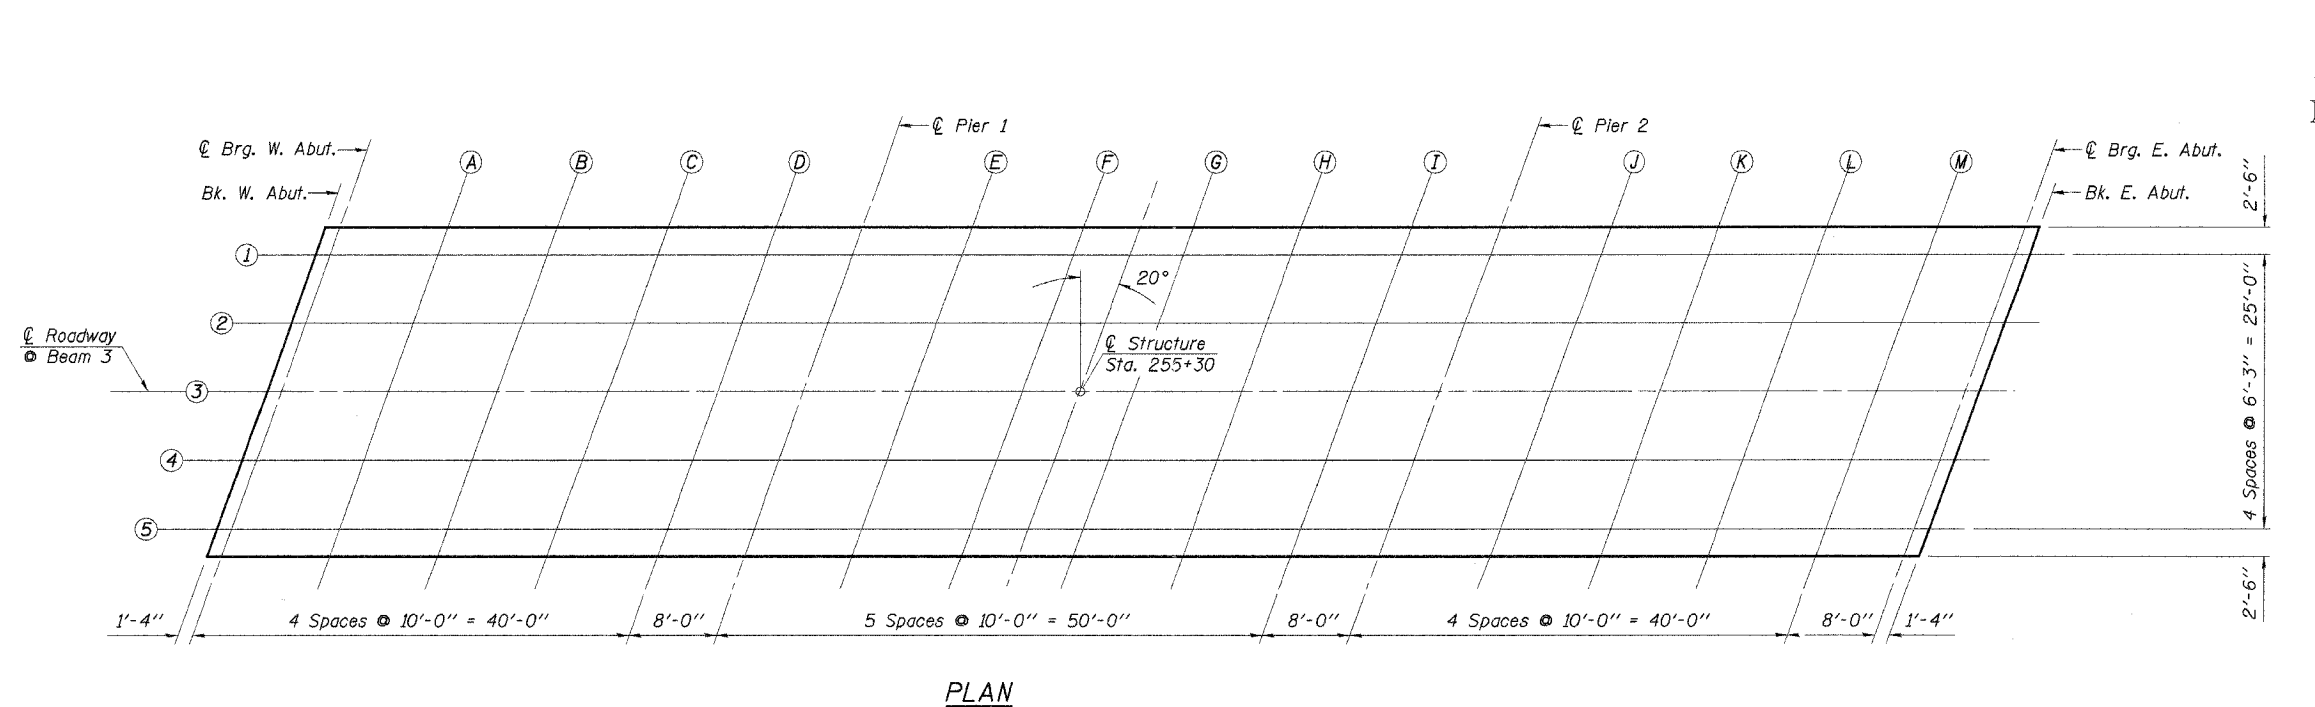 ℄ Pier 1
℄ Pier 2
℄ Brg. W. Abut.
Bk. W. Abut.
A
B
C
D
E
F
G
H
I
J
K
L
M
℄ Brg. E. Abut.
Bk. E. Abut.
2'-6"
1
2
3
4
5
20°
℄ Roadway
@ Beam 3
℄ Structure
Sta. 255+30
4 Spaces @ 6'-3" = 25'-0"
2'-6"
1'-4"
4 Spaces @ 10'-0" = 40'-0"
8'-0"
5 Spaces @ 10'-0" = 50'-0"
8'-0"
4 Spaces @ 10'-0" = 40'-0"
8'-0"
1'-4"
PLAN